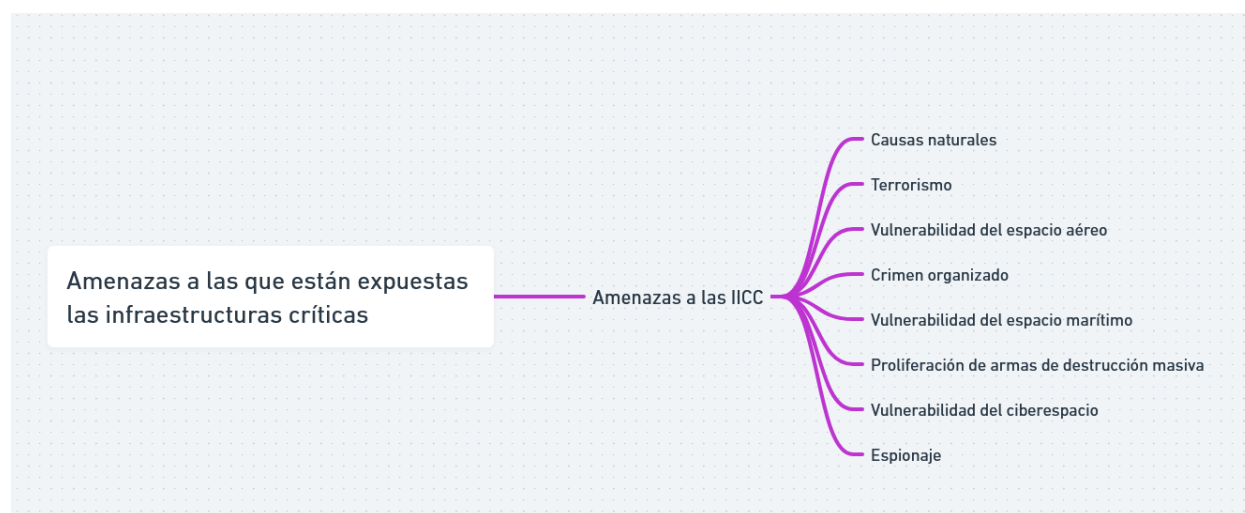 Amenazas a las que están expuestas
las infraestructuras críticas
Amenazas a las IICC
Causas naturales
Terrorismo
Vulnerabilidad del espacio aéreo
Crimen organizado
Vulnerabilidad del espacio marítimo
Proliferación de armas de destrucción masiva
Vulnerabilidad del ciberespacio
Espionaje